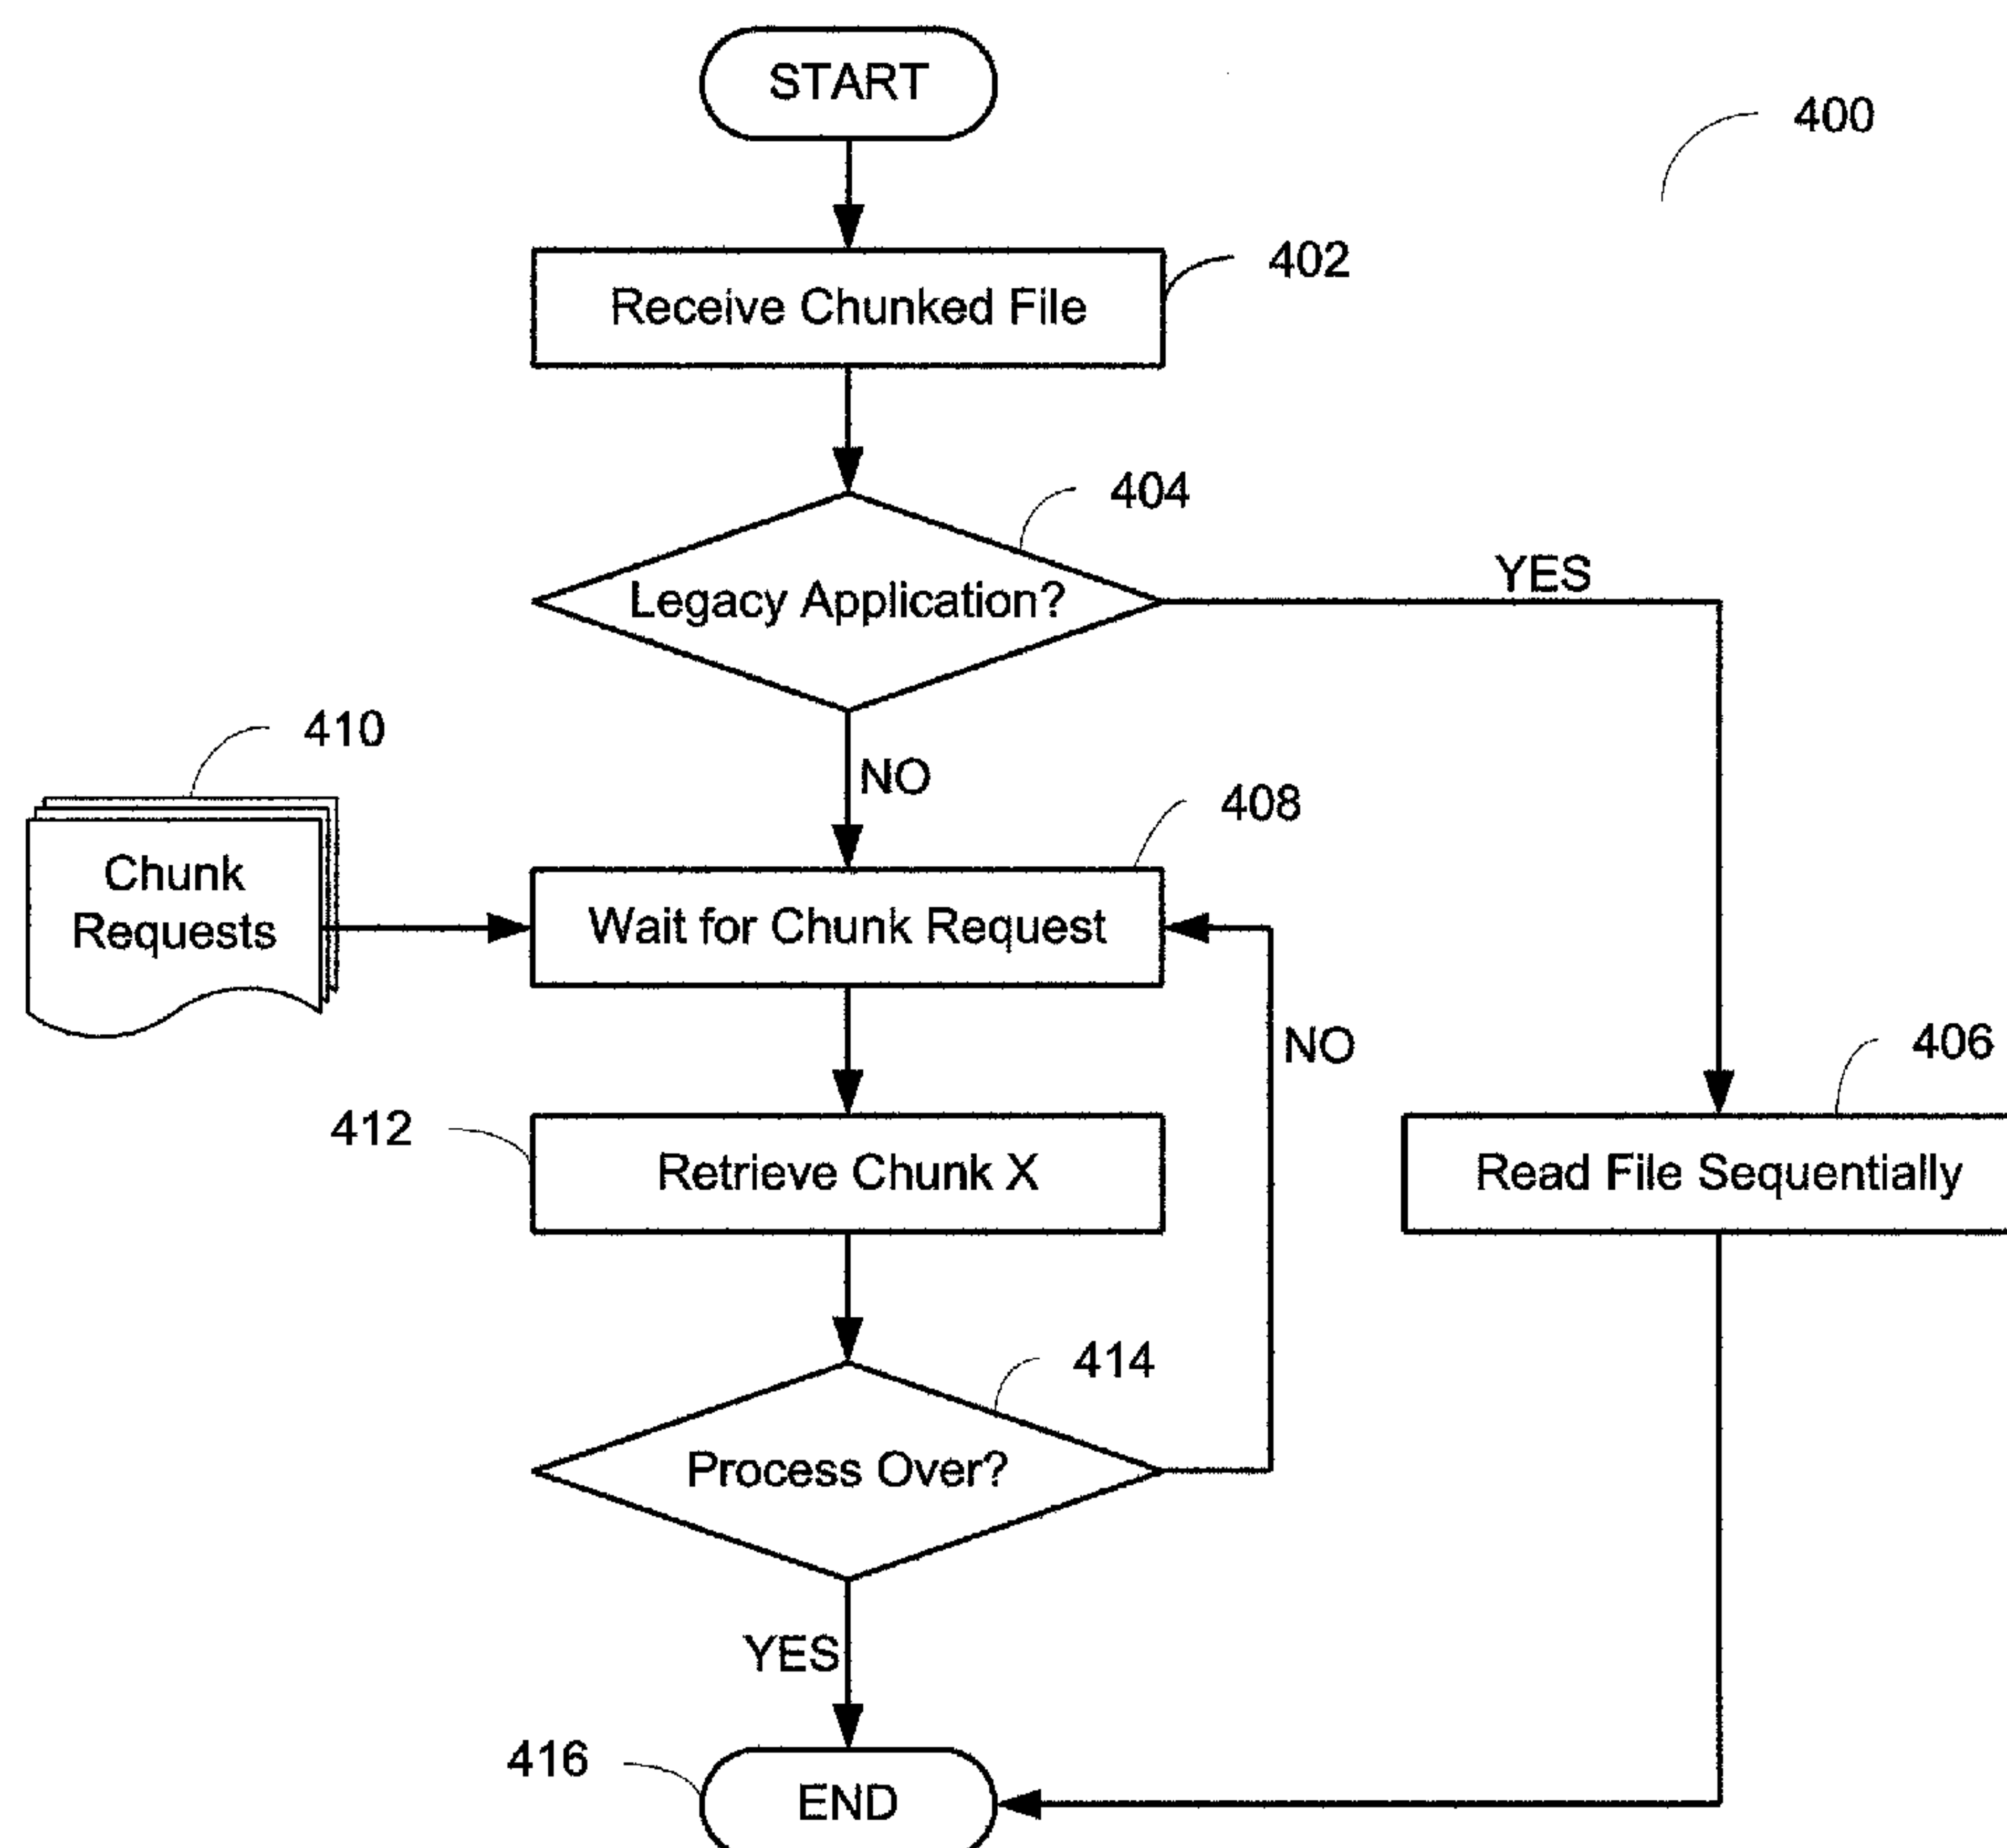 START
400
402
Receive Chunked File
404
Legacy Application?
YES
NO
410
Chunk
Requests
408
Wait for Chunk Request
NO
406
412
Retrieve Chunk X
Read File Sequentially
414
Process Over?
YES
416
END